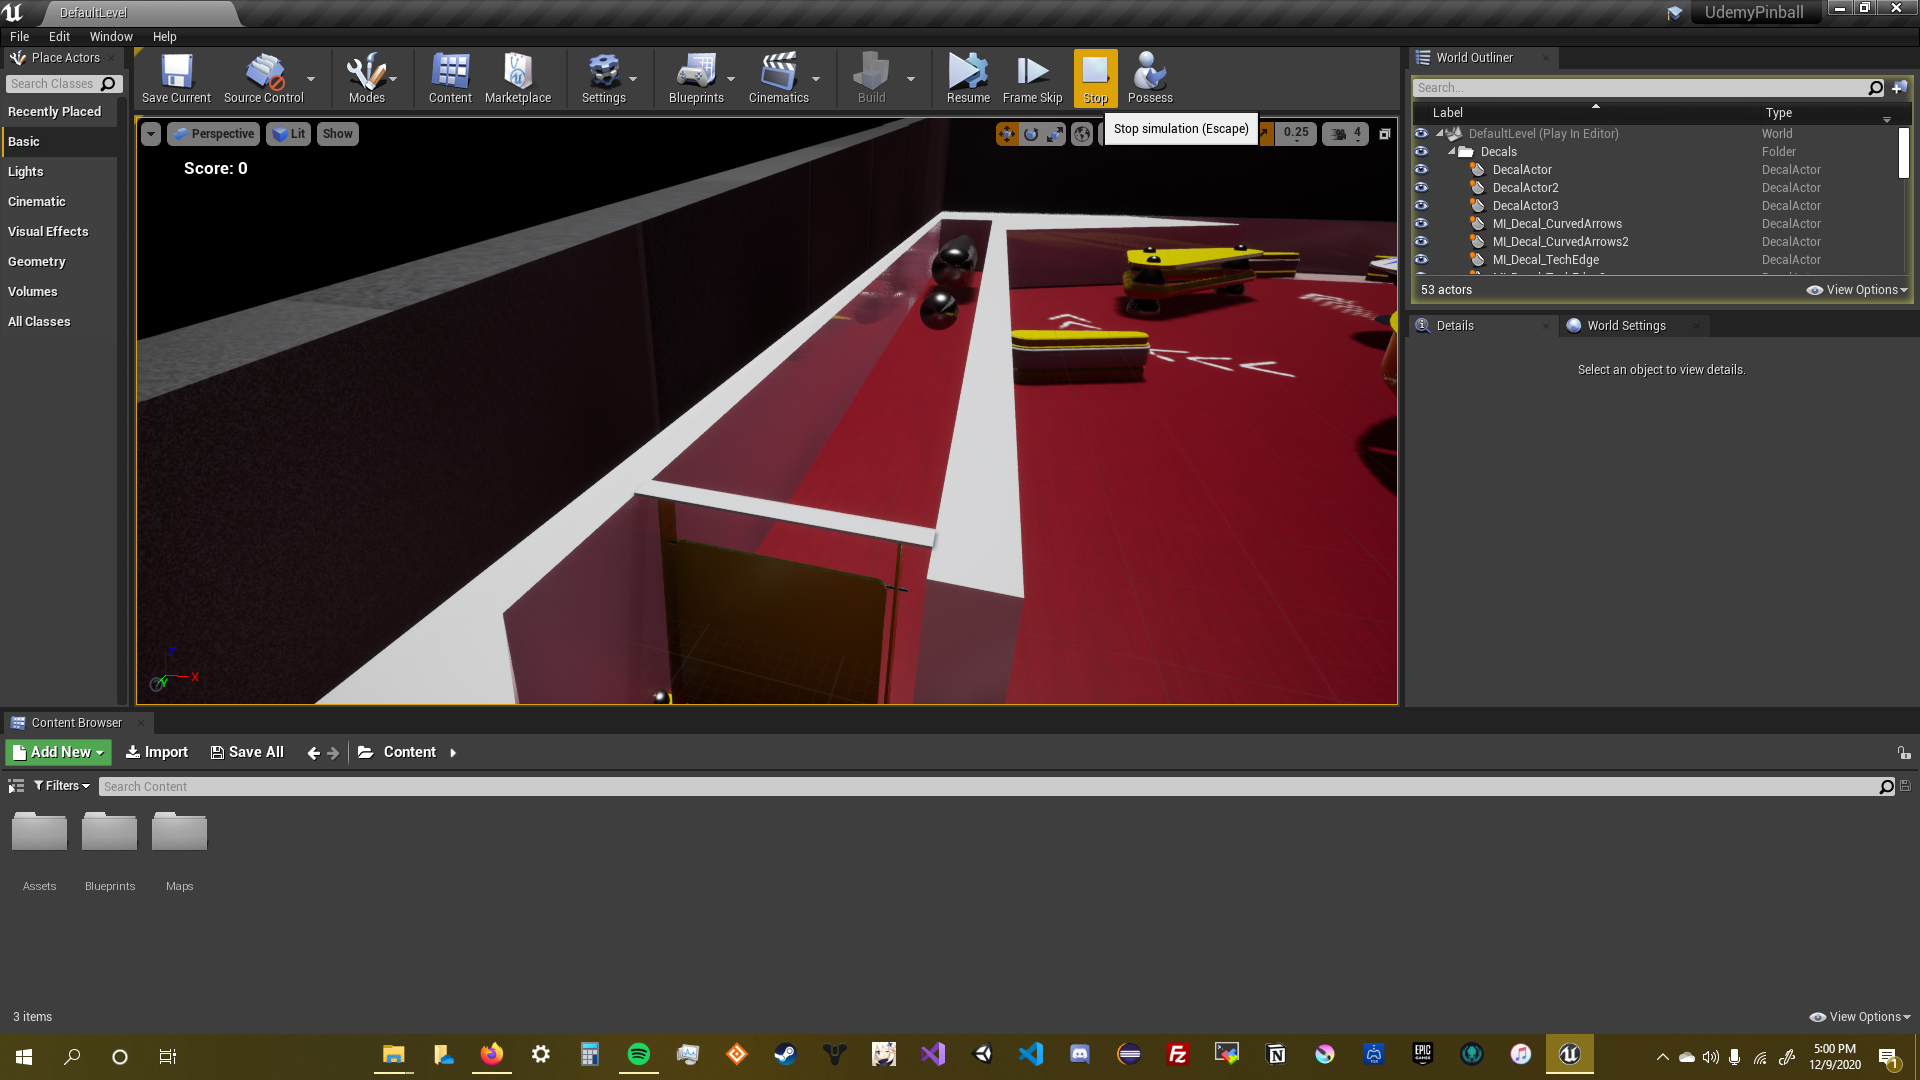 DefaultLevel
UdemyPinball
File Edit Window Help
Place Actors
Search Classes
Recently Placed
Basic
Lights
Cinematic
Visual Effects
Geometry
Volumes
All Classes
Save Current
Source Control
Modes
Content
Marketplace
Settings
Blueprints
Cinematics
Build
Resume
Frame Skip
Stop
Possess
Perspective
Lit
Show
Stop simulation (Escape)
0.25
4
Score: 0
Z
X
Y
World Outliner
Search...
Label Type
DefaultLevel (Play In Editor) World
Decals Folder
DecalActor DecalActor
DecalActor2 DecalActor
DecalActor3 DecalActor
MI_Decal_CurvedArrows DecalActor
MI_Decal_CurvedArrows2 DecalActor
MI_Decal_TechEdge DecalActor
53 actors
View Options
Details
World Settings
Select an object to view details.
Content Browser
Add New
Import
Save All
Content
Filters
Search Content
Assets
Blueprints
Maps
3 items
View Options
5:00 PM
12/9/2020
1